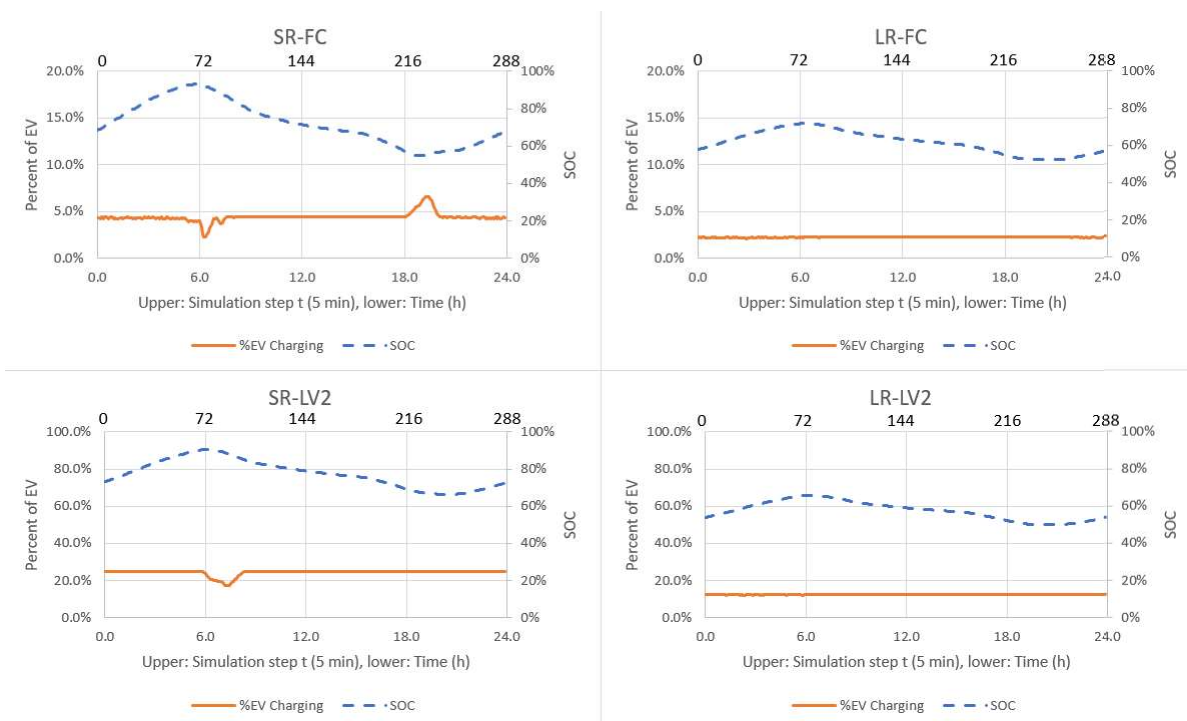 SR-FC
0 72 144 216 288
20.0% 100%
15.0% 80%
10.0% 60%
5.0% 40%
0.0% 20%
0%
Percent of EV
SOC
0.0 6.0 12.0 18.0 24.0
Upper: Simulation step t (5 min), lower: Time (h)
%EV Charging SOC
LR-FC
0 72 144 216 288
20.0% 100%
15.0% 80%
10.0% 60%
5.0% 40%
0.0% 20%
0%
Percent of EV
SOC
0.0 6.0 12.0 18.0 24.0
Upper: Simulation step t (5 min), lower: Time (h)
%EV Charging SOC
SR-LV2
0 72 144 216 288
100.0% 100%
80.0% 80%
60.0% 60%
40.0% 40%
20.0% 20%
0.0% 0%
Percent of EV
SOC
0.0 6.0 12.0 18.0 24.0
Upper: Simulation step t (5 min), lower: Time (h)
%EV Charging SOC
LR-LV2
0 72 144 216 288
100.0% 100%
80.0% 80%
60.0% 60%
40.0% 40%
20.0% 20%
0.0% 0%
Percent of EV
SOC
0.0 6.0 12.0 18.0 24.0
Upper: Simulation step t (5 min), lower: Time (h)
%EV Charging SOC